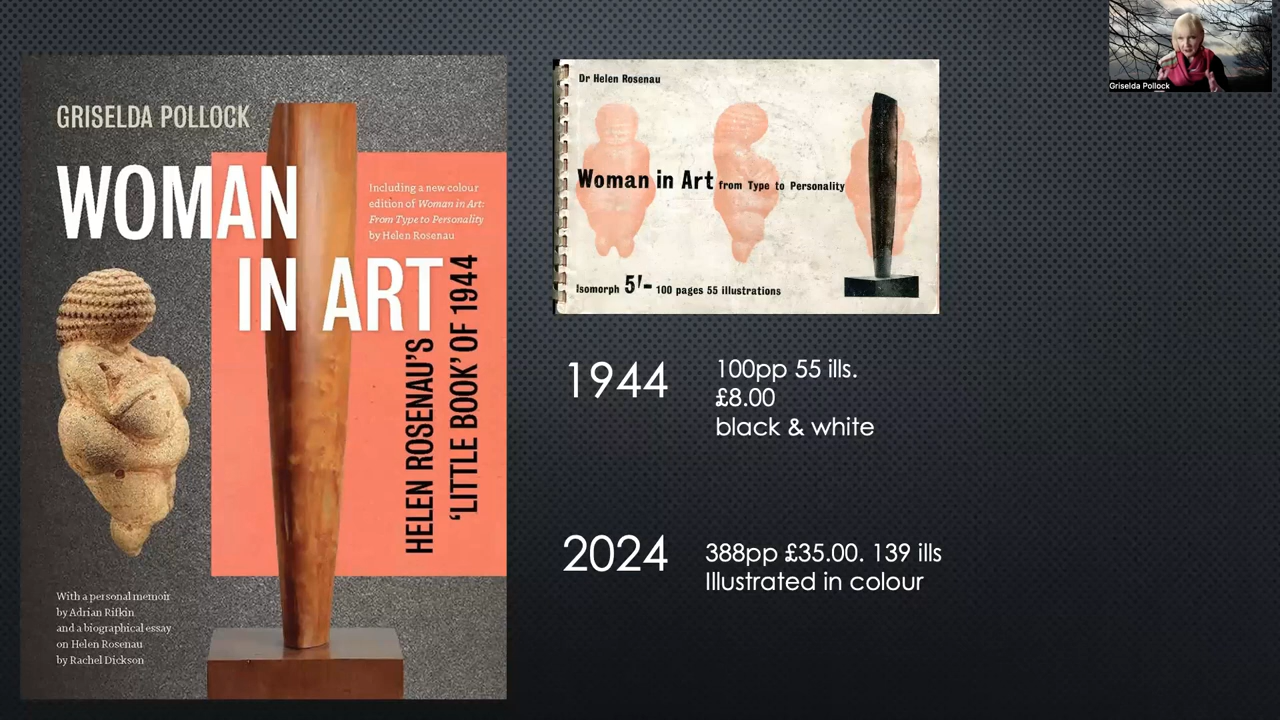 GRISELDA POLLOCK
WOMAN
IN ART
Including a new colour
edition of Woman in Art:
From Type to Personality
by Helen Rosenau
HELEN ROSENAU'S
‘LITTLE BOOK’ OF 1944
With a personal memoir
by Adrian Rifkin
and a biographical essay
on Helen Rosenau
by Rachel Dickson
Dr Helen Rosenau
Woman in Art from Type to Personality
Isomorph 5/- 100 pages 55 illustrations
1944
100pp 55 ills.
£8.00
black & white
2024
388pp £35.00. 139 ills
Illustrated in colour
Griselda Pollock